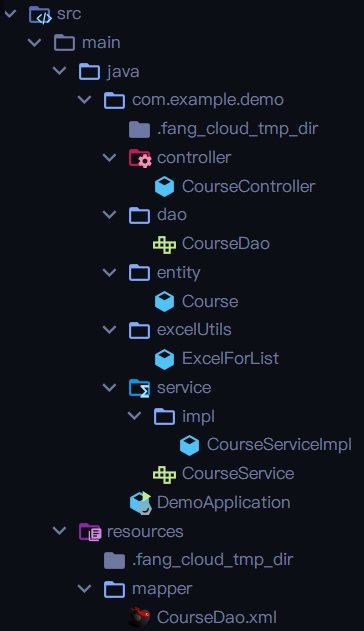 src
main
java
com.example.demo
.fang_cloud_tmp_dir
controller
CourseController
dao
CourseDao
entity
Course
excelUtils
ExcelForList
service
impl
CourseServiceImpl
CourseService
DemoApplication
resources
.fang_cloud_tmp_dir
mapper
CourseDao.xml